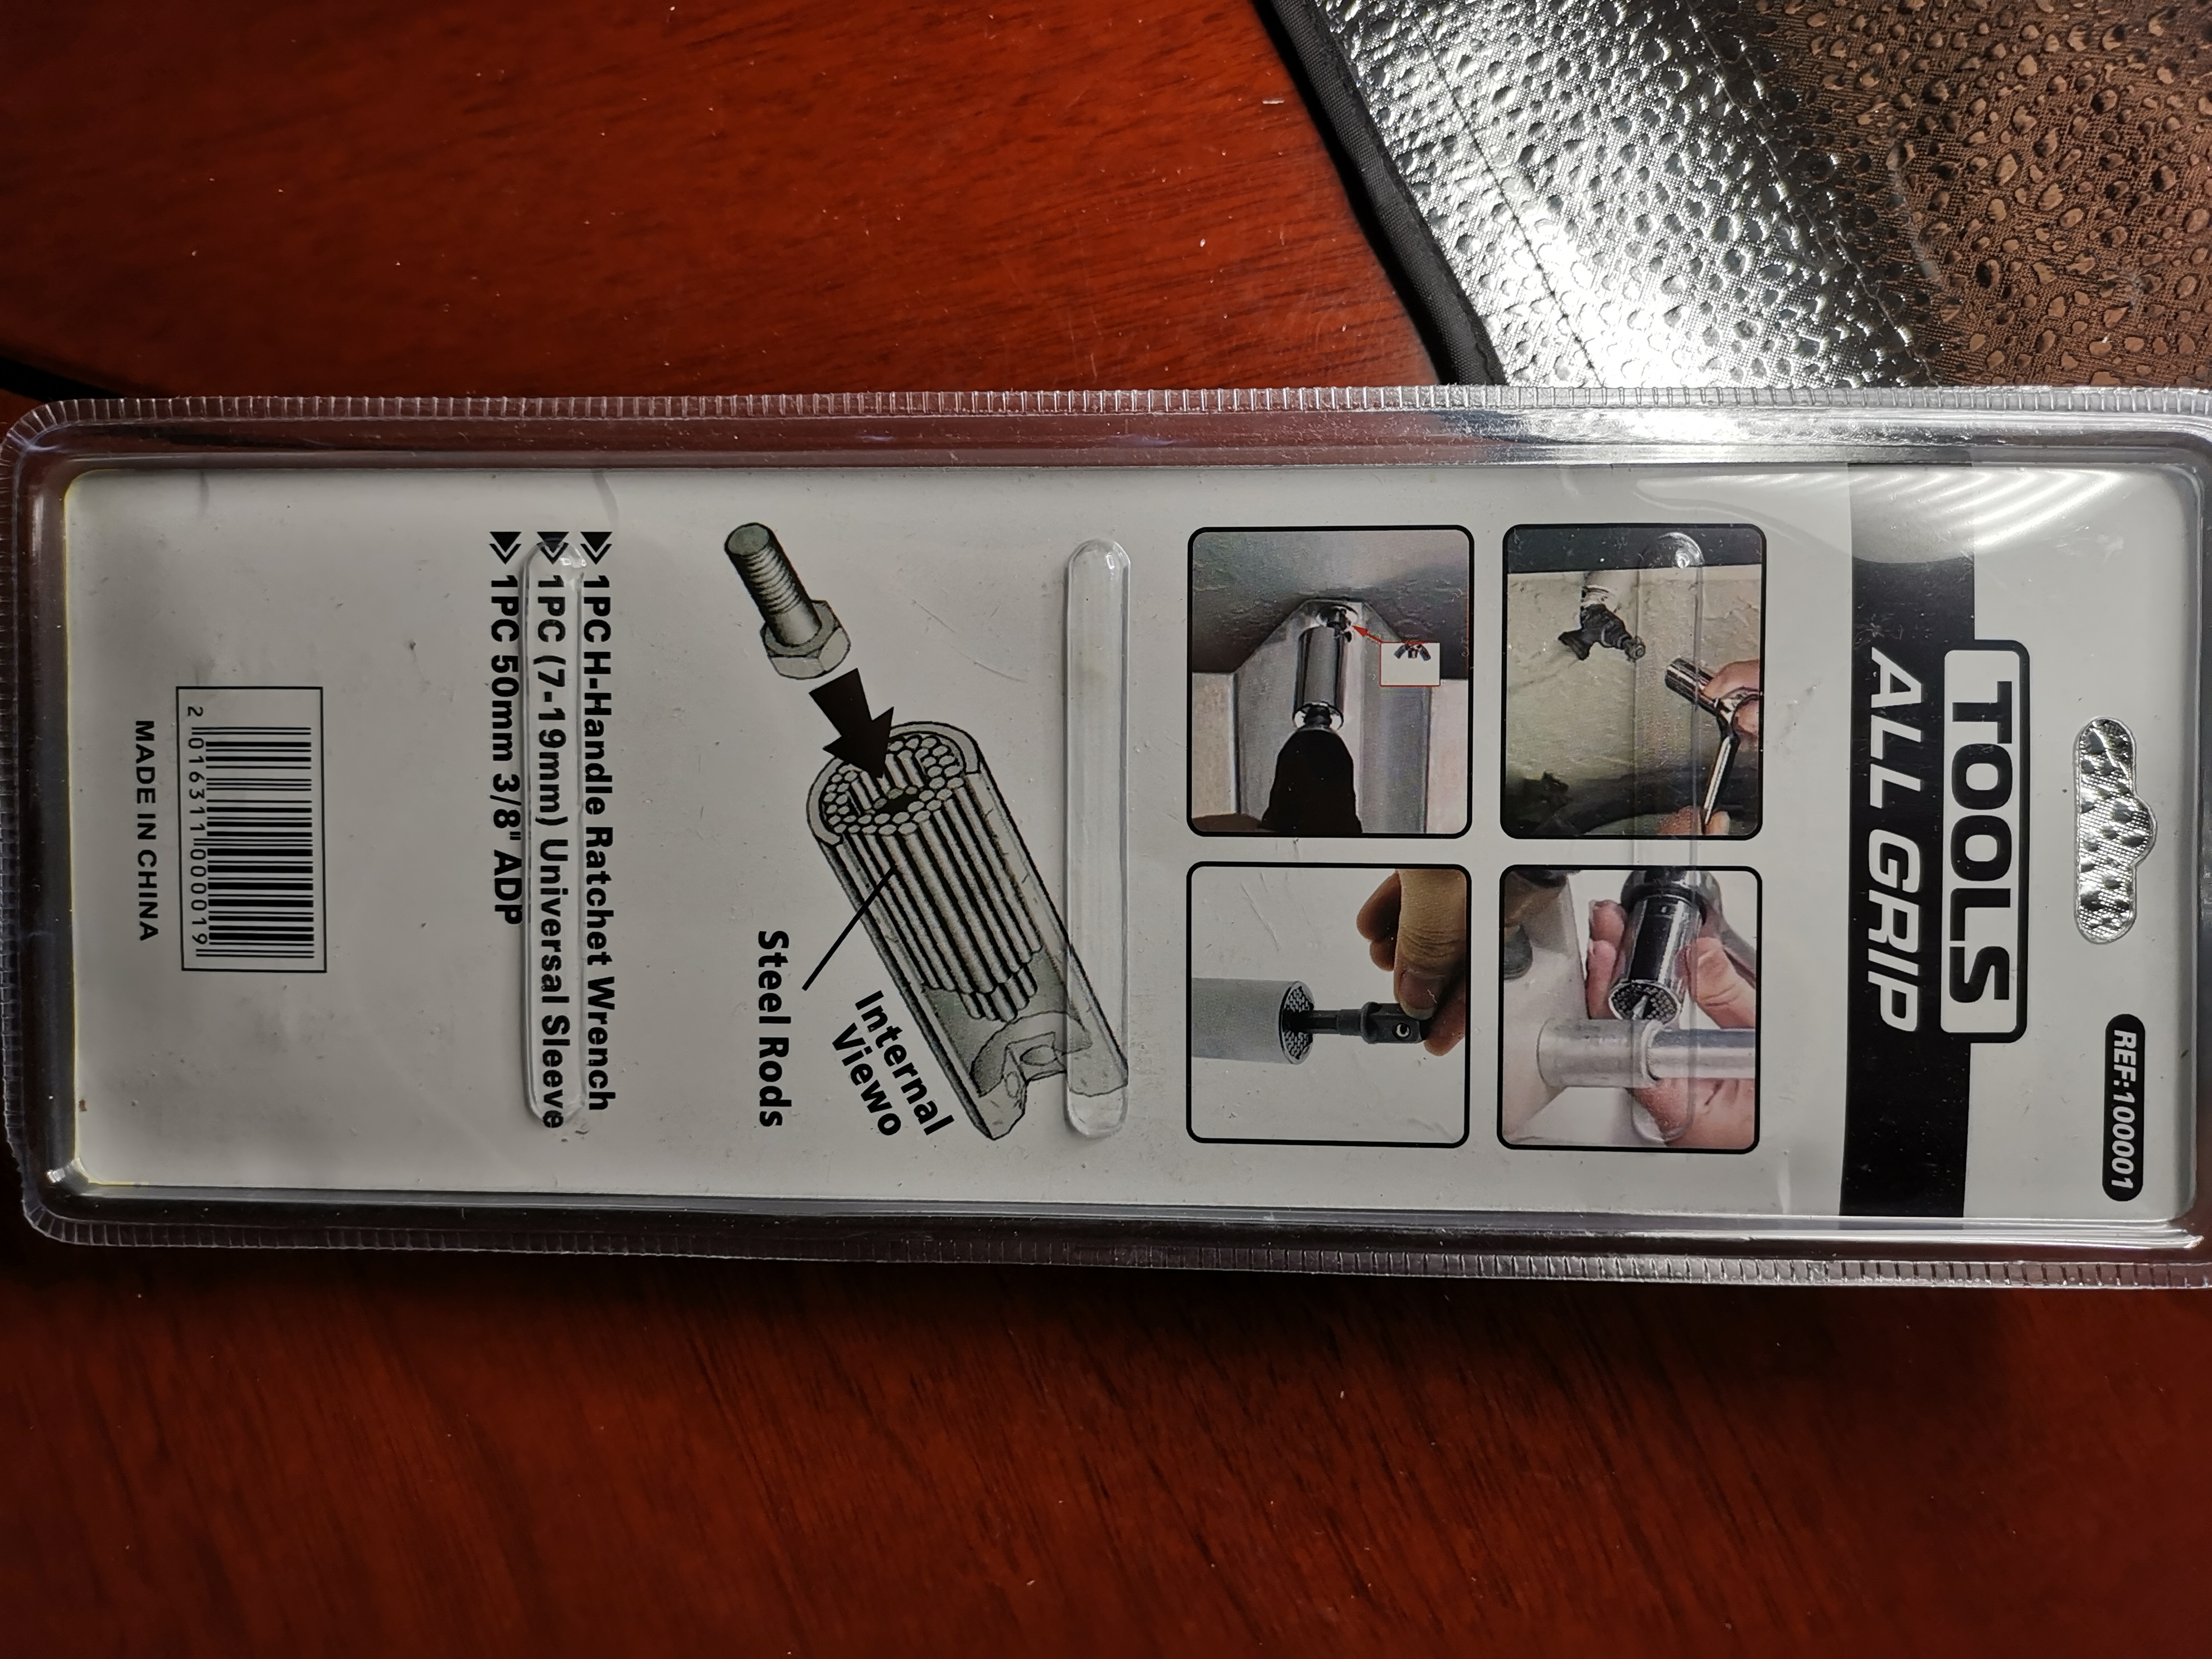 REF:100001
TOOLS
ALL GRIP
Internal
Viewo
Steel Rods
1PC H-Handle Ratchet Wrench
1PC (7-19mm) Universal Sleeve
1PC 50mm 3/8" ADP
2 016311 000019
MADE IN CHINA